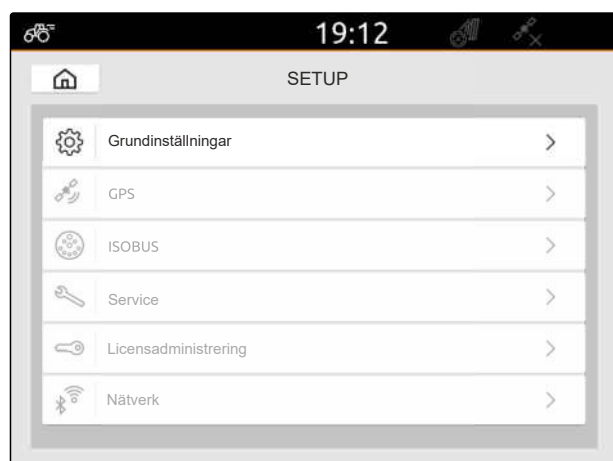 19:12
SETUP
Grundinställningar
GPS
ISOBUS
Service
Licensadministrering
Nätverk